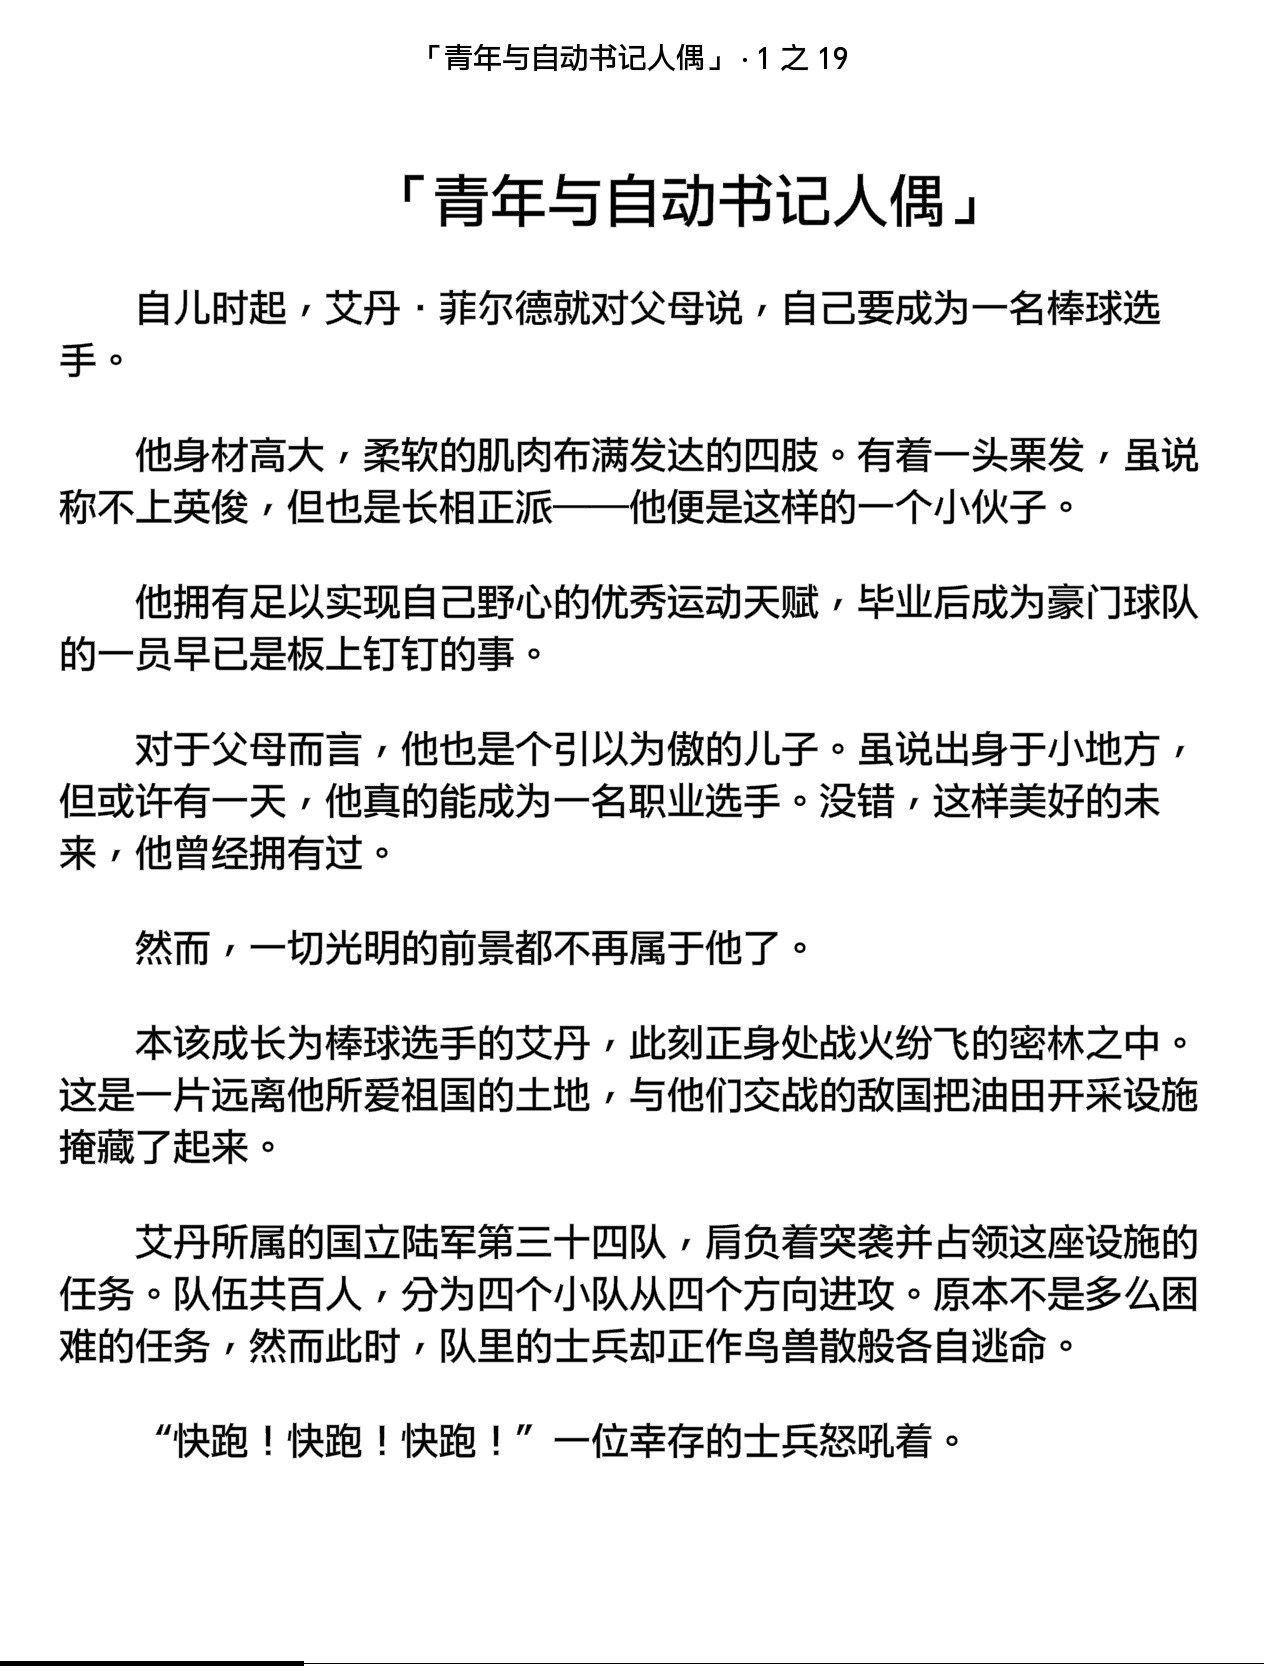 「青年与自动书记人偶」· 1 之 19
「青年与自动书记人偶」
自儿时起，艾丹·菲尔德就对父母说，自己要成为一名棒球选
手。
他身材高大，柔软的肌肉布满发达的四肢。有着一头栗发，虽说
称不上英俊，但也是长相正派——他便是这样的一个小伙子。
他拥有足以实现自己野心的优秀运动天赋，毕业后成为豪门球队
的一员早已是板上钉钉的事。
对于父母而言，他也是个引以为傲的儿子。虽说出身于小地方，
但或许有一天，他真的能成为一名职业选手。没错，这样美好的未
来，他曾经拥有过。
然而，一切光明的前景都不再属于他了。
本该成长为棒球选手的艾丹，此刻正身处战火纷飞的密林之中。
这是一片远离他所爱祖国的土地，与他们交战的敌国把油田开采设施
掩藏了起来。
艾丹所属的国立陆军第三十四队，肩负着突袭并占领这座设施的
任务。队伍共百人，分为四个小队从四个方向进攻。原本不是多么困
难的任务，然而此时，队里的士兵却正作鸟兽散般各自逃命。
“快跑！快跑！快跑！”一位幸存的士兵怒吼着。